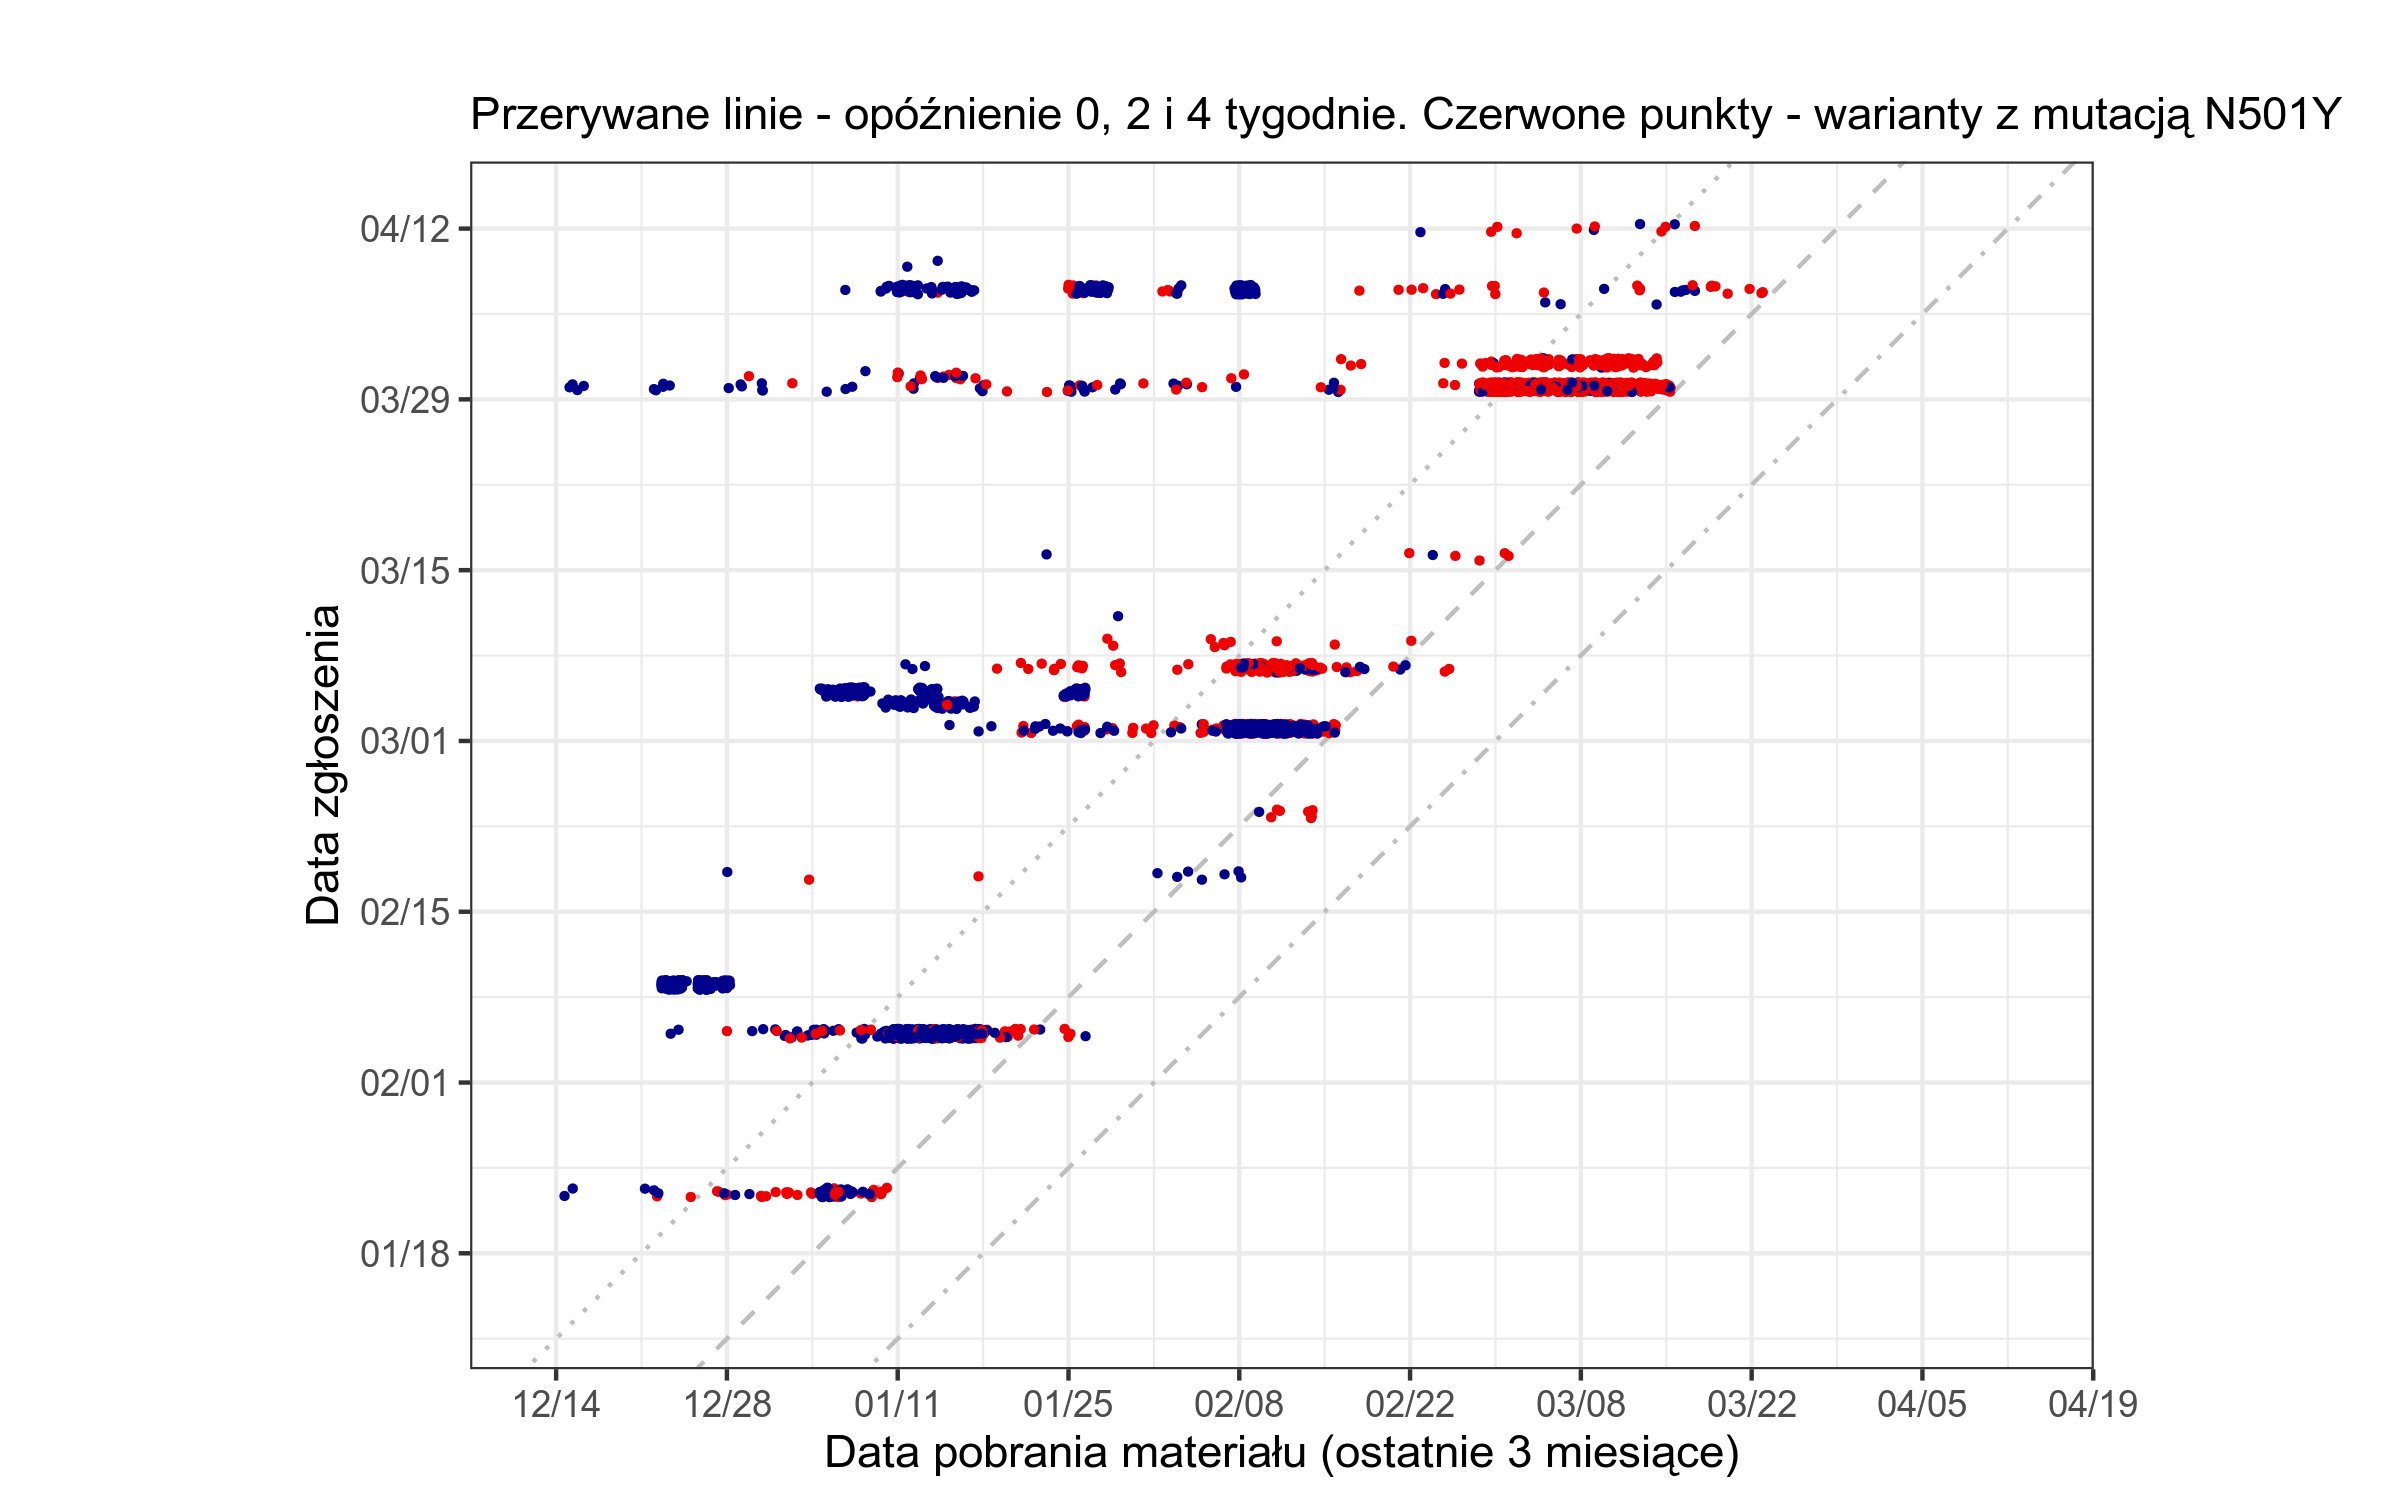 Przerywane linie - opóźnienie 0, 2 i 4 tygodnie. Czerwone punkty - warianty z mutacją N501Y
Data zgłoszenia
04/12
03/29
03/15
03/01
02/15
02/01
01/18
12/14 12/28 01/11 01/25 02/08 02/22 03/08 03/22 04/05 04/19
Data pobrania materiału (ostatnie 3 miesiące)